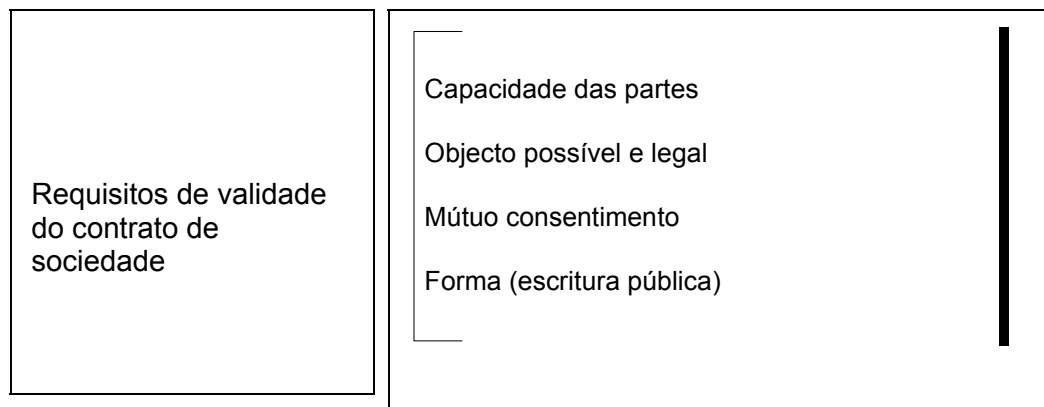 Requisitos de validade
do contrato de
sociedade
Capacidade das partes
Objecto possível e legal
Mútuo consentimento
Forma (escritura pública)